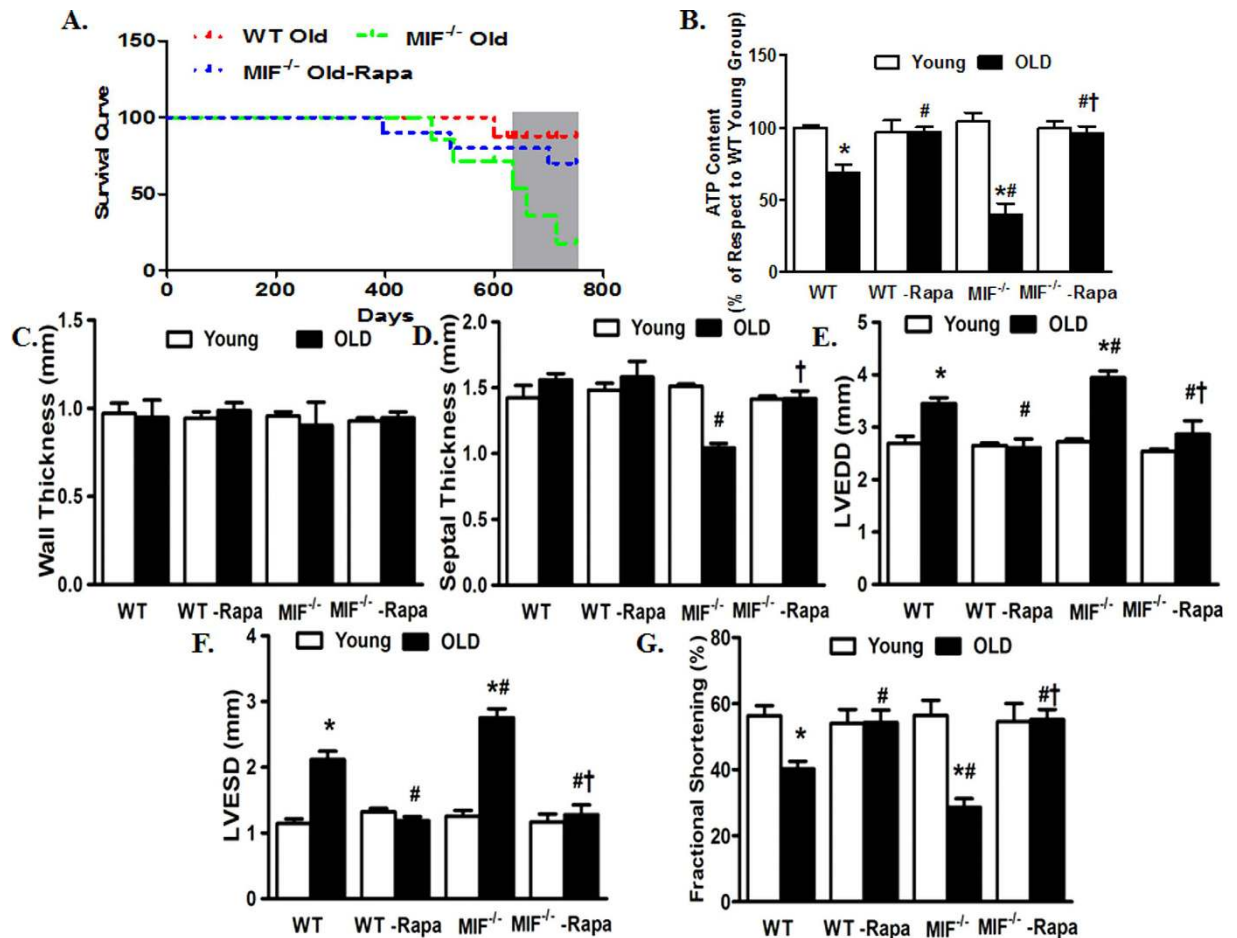 A.
WT Old
MIF-/- Old
MIF-/- Old-Rapa
150
100
50
0
Survival Curve
0 200 400 600 800
Days
B.
Young OLD
150
100
50
0
ATP Content
(% of Respect to WT Young Group)
*
#
*#
#†
WT WT -Rapa MIF-/- MIF-/- -Rapa
C.
Young OLD
1.5
1.0
0.5
0.0
Wall Thickness (mm)
WT WT -Rapa MIF-/- MIF-/- -Rapa
D.
Young OLD
2.0
1.5
1.0
0.5
0.0
Septal Thickness (mm)
#
†
WT WT -Rapa MIF-/- MIF-/- -Rapa
E.
Young OLD
5
4
3
2
1
0
LVEDD (mm)
*
#
*#
#†
WT WT -Rapa MIF-/- MIF-/- -Rapa
F.
Young OLD
4
3
2
1
0
LVESD (mm)
*
#
*#
#†
WT WT -Rapa MIF-/- MIF-/- -Rapa
G.
Young OLD
80
60
40
20
0
Fractional Shortening (%)
*
#
*#
#†
WT WT -Rapa MIF-/- MIF-/- -Rapa